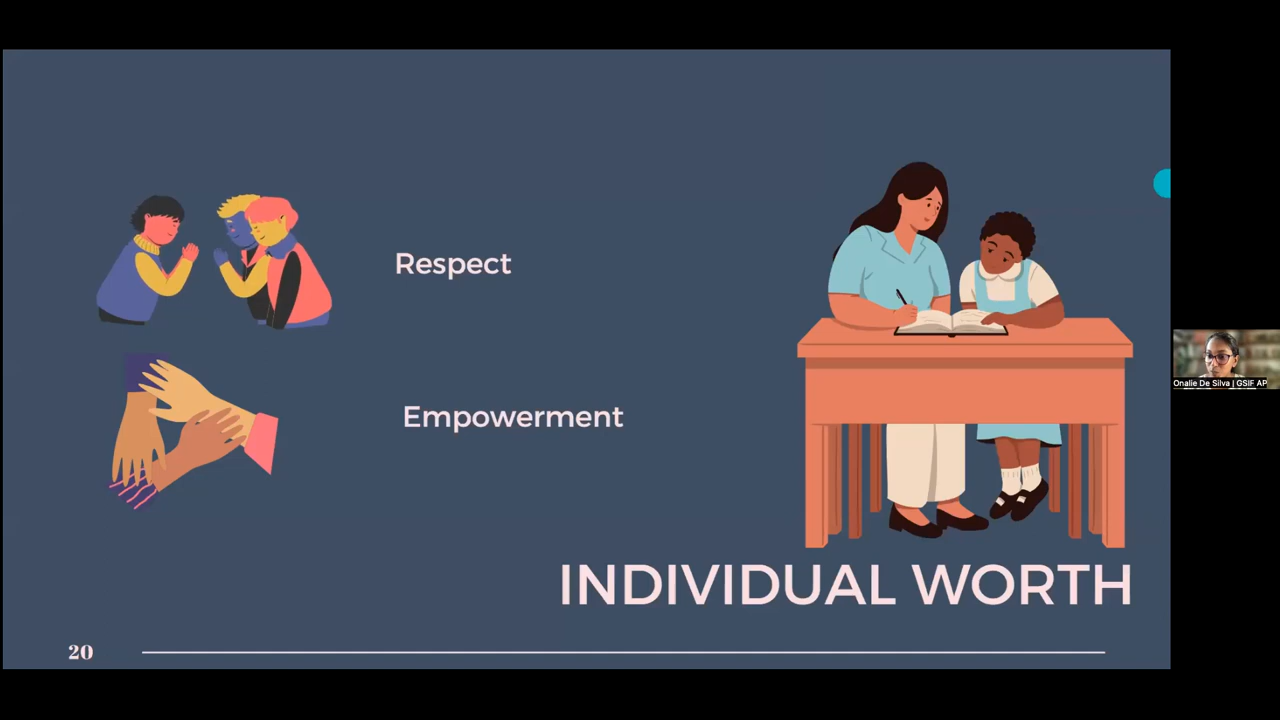 Respect
Empowerment
INDIVIDUAL WORTH
20
Onalie De Silva | GSIF AP